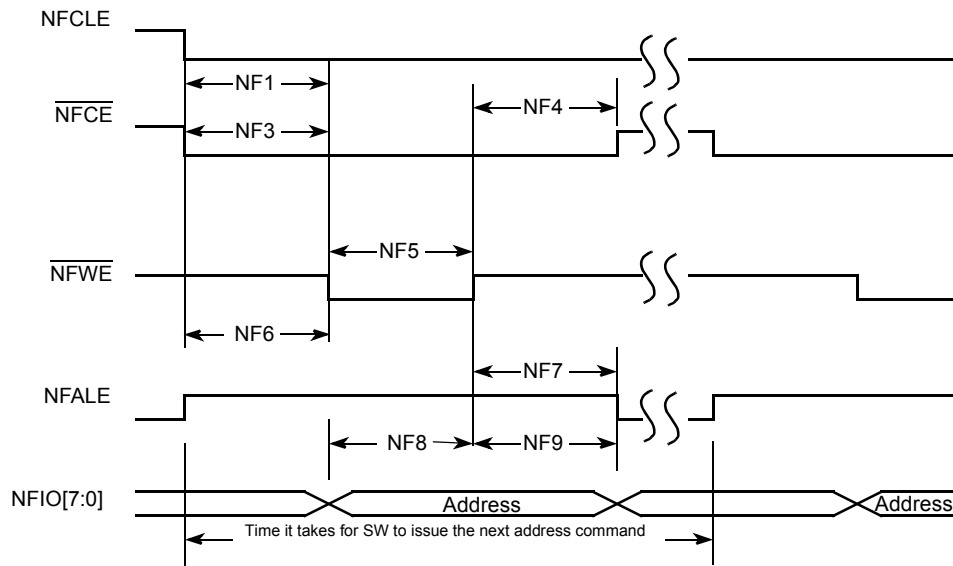 NFCLE
NF1
NF4
NFCE
NF3
NF5
NFWE
NF6
NF7
NFALE
NF8
NF9
NFIO[7:0]
Address
Address
Time it takes for SW to issue the next address command